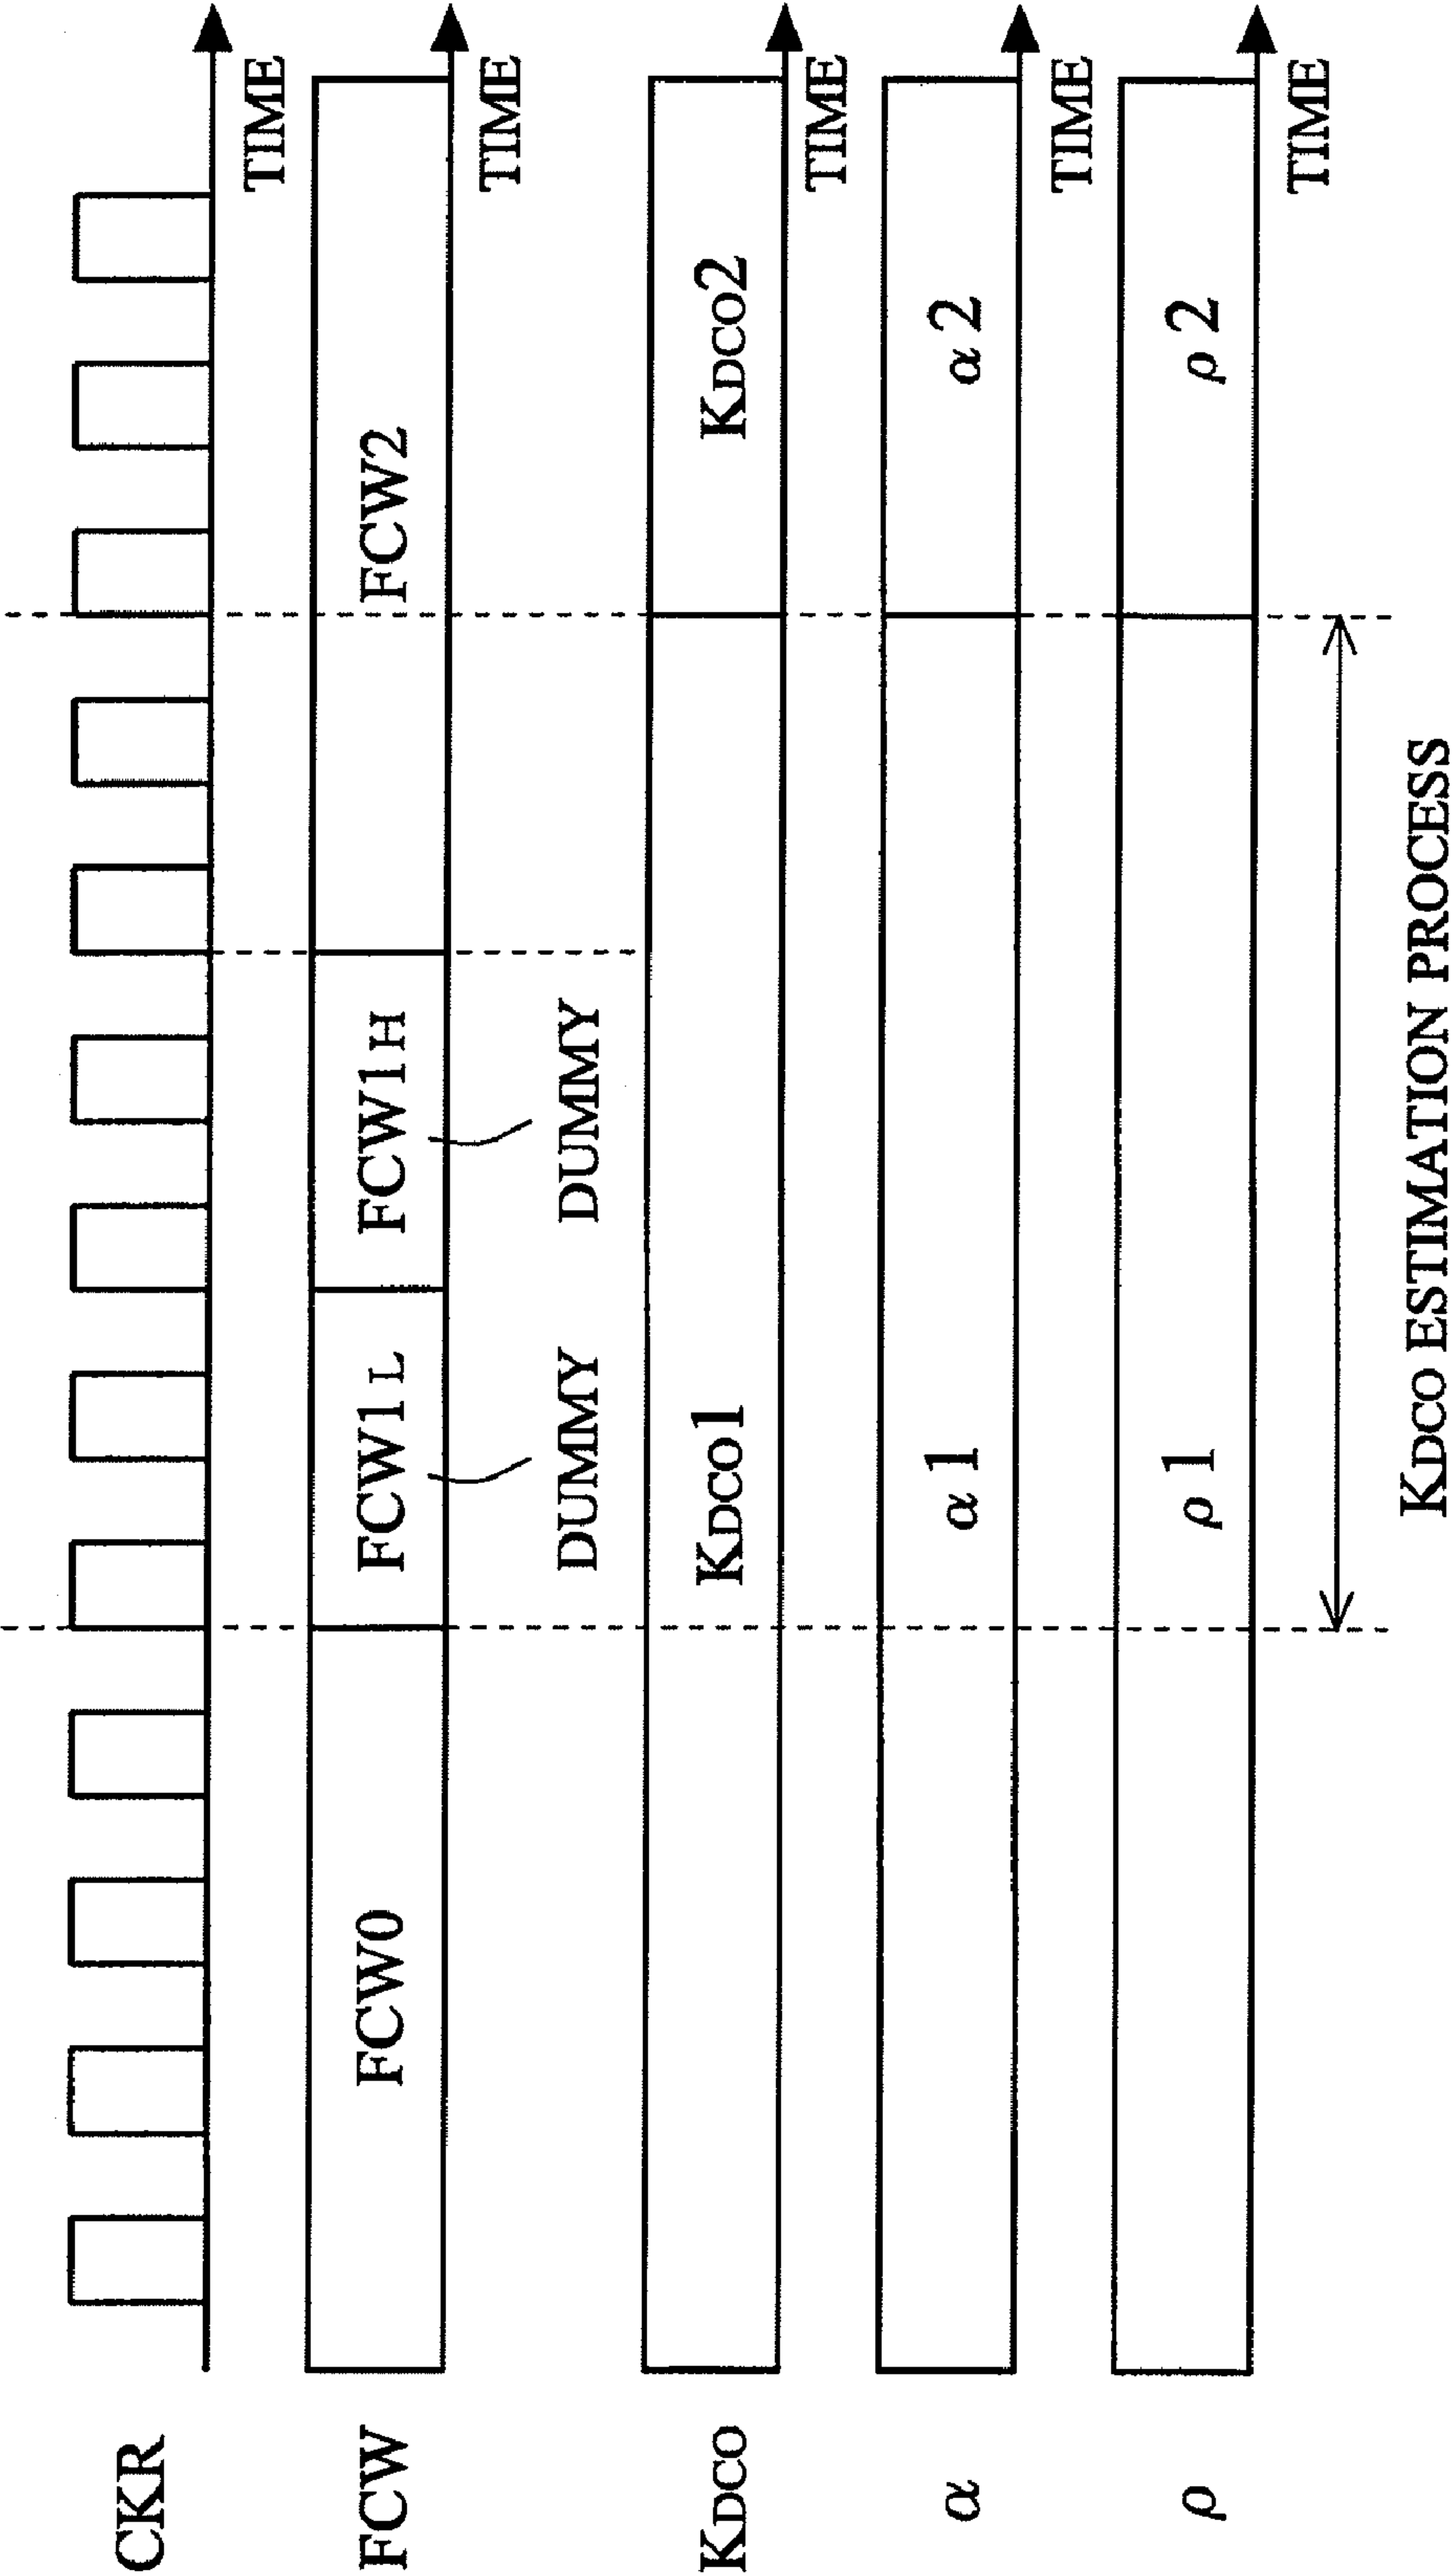 CKR
TIME
FCW
FCW0
FCW1L
FCW1H
FCW2
TIME
DUMMY
DUMMY
KDCO
KDCO1
KDCO2
TIME
α
α1
α2
TIME
ρ
ρ1
ρ2
TIME
KDCO ESTIMATION PROCESS